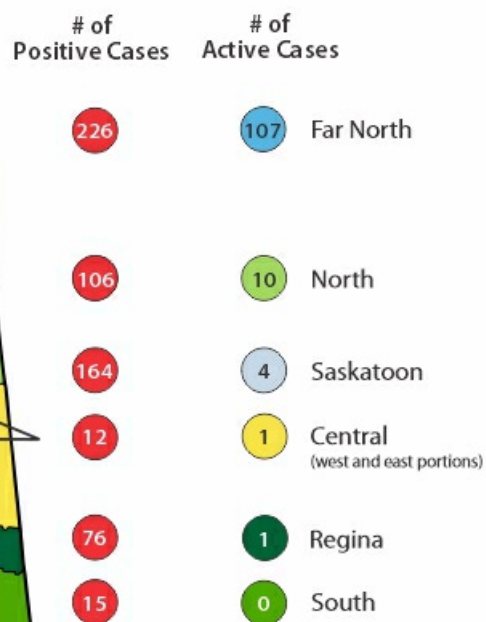 # of # of
Positive Cases Active Cases
226 107 Far North
106 10 North
164 4 Saskatoon
12 1 Central
(west and east portions)
76 1 Regina
15 0 South